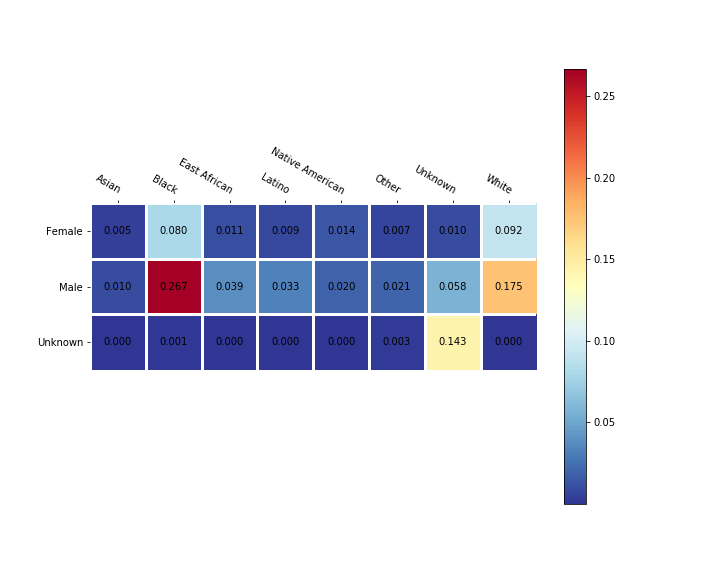 Asian Black East African Latino Native American Other Unknown White
Female 0.005 0.080 0.011 0.009 0.014 0.007 0.010 0.092
Male 0.010 0.267 0.039 0.033 0.020 0.021 0.058 0.175
Unknown 0.000 0.001 0.000 0.000 0.000 0.003 0.143 0.000
0.25
0.20
0.15
0.10
0.05